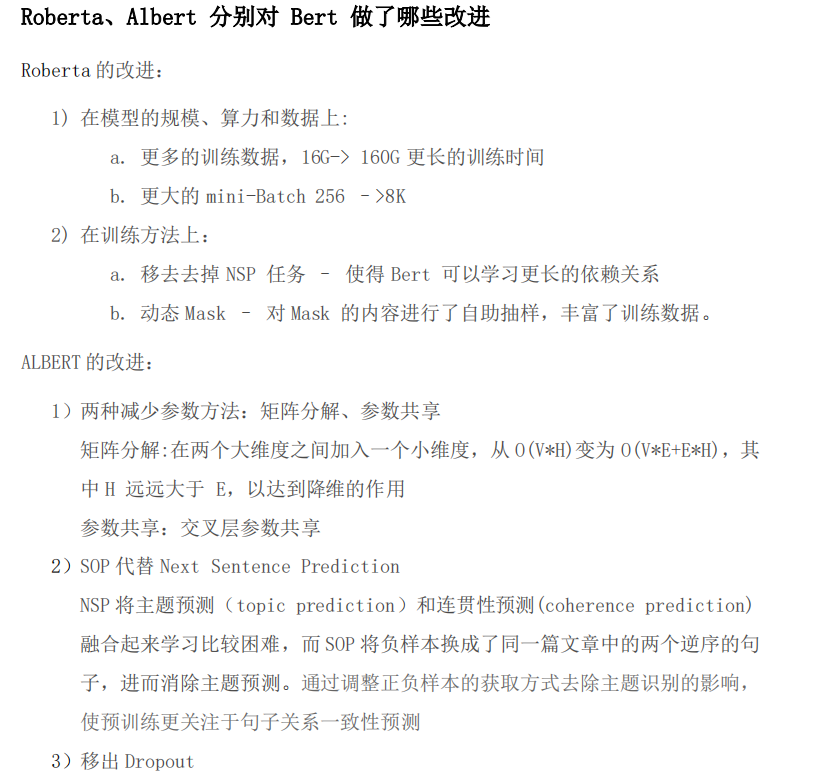 Roberta、Albert 分别对 Bert 做了哪些改进
Roberta 的改进：
1) 在模型的规模、算力和数据上：
a. 更多的训练数据，16G-> 160G 更长的训练时间
b. 更大的 mini-Batch 256 –>8K
2) 在训练方法上：
a. 移去去掉 NSP 任务 – 使得 Bert 可以学习更长的依赖关系
b. 动态 Mask – 对 Mask 的内容进行了自助抽样，丰富了训练数据。
ALBERT 的改进：
1）两种减少参数方法：矩阵分解、参数共享
矩阵分解:在两个大维度之间加入一个小维度，从 O(V*H)变为 O(V*E+E*H)，其
中 H 远远大于 E，以达到降维的作用
参数共享：交叉层参数共享
2）SOP 代替 Next Sentence Prediction
NSP 将主题预测（topic prediction）和连贯性预测(coherence prediction)
融合起来学习比较困难，而 SOP 将负样本换成了同一篇文章中的两个逆序的句
子，进而消除主题预测。通过调整正负样本的获取方式去除主题识别的影响，
使预训练更关注于句子关系一致性预测
3）移出 Dropout